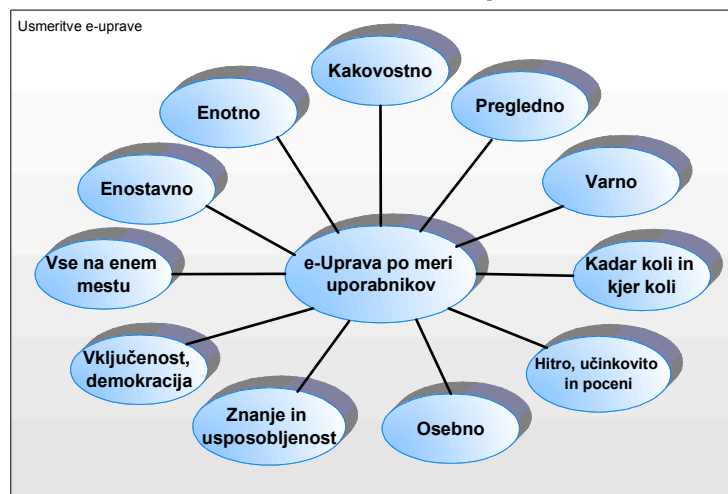 Usmeritve e-uprave
Kakovostno
Enotno
Pregledno
Enostavno
Varno
Vse na enem
mestu
e-Uprava po meri
uporabnikov
Kadar koli in
kjer koli
Vključenost,
demokracija
Hitro, učinkovito
in poceni
Znanje in
usposobljenost
Osebno